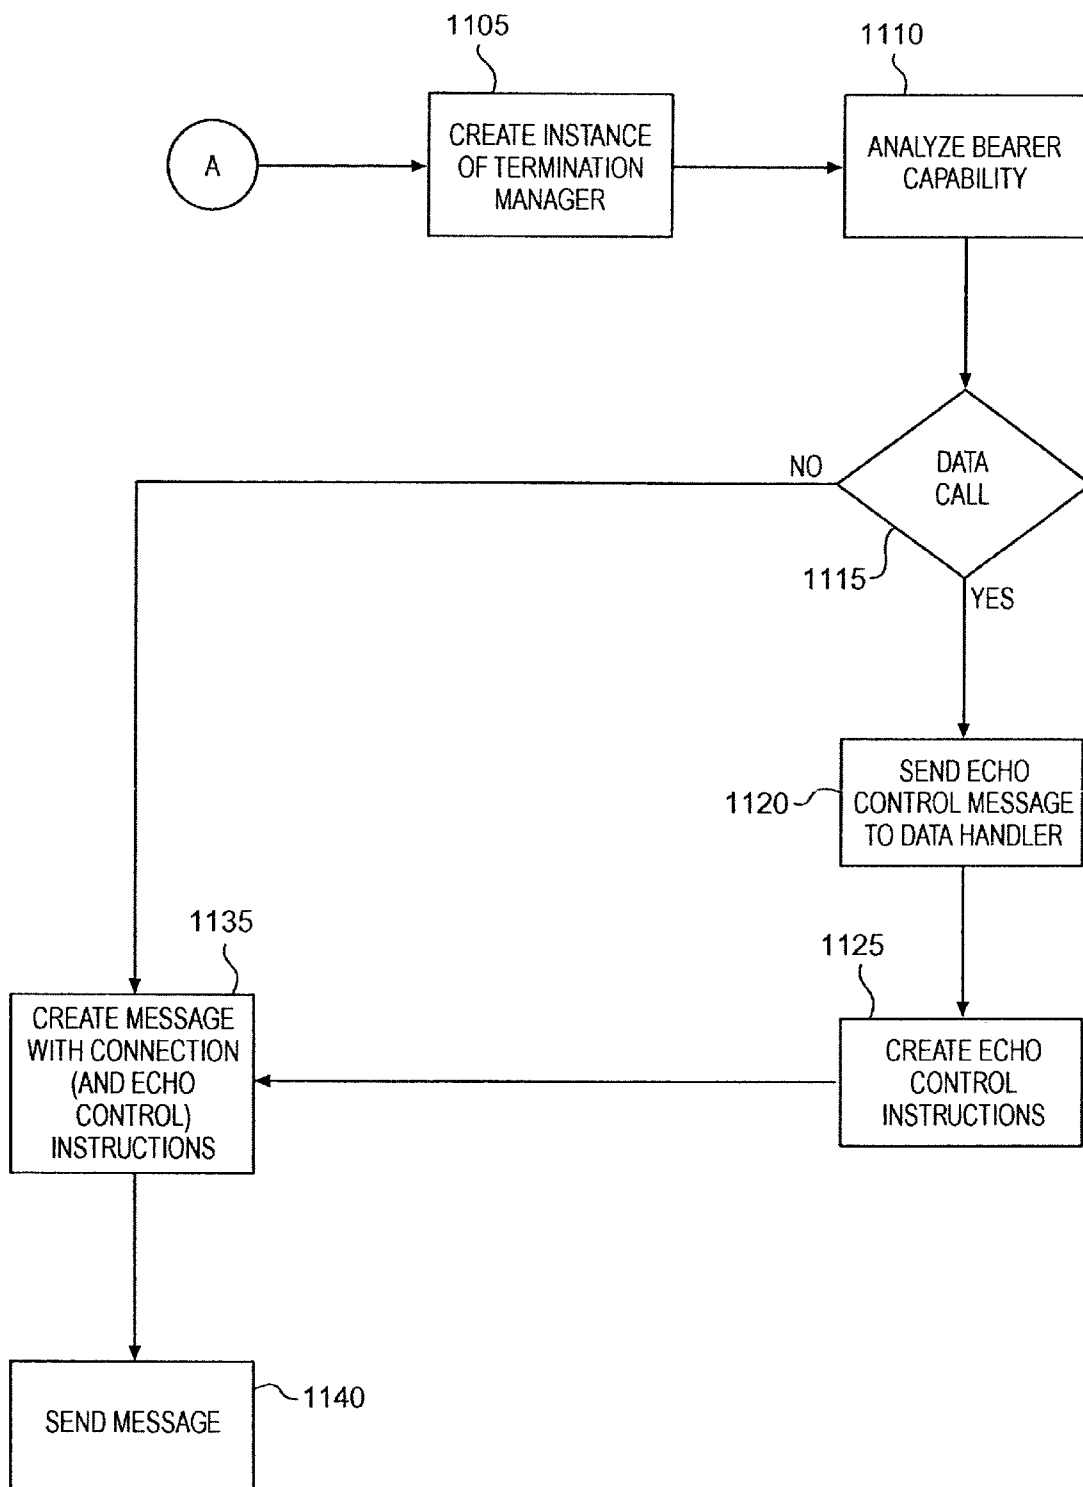 1105
1110
A
CREATE INSTANCE
OF TERMINATION
MANAGER
ANALYZE BEARER
CAPABILITY
NO
DATA
CALL
1115
YES
SEND ECHO
CONTROL MESSAGE
TO DATA HANDLER
1120
1135
1125
CREATE MESSAGE
WITH CONNECTION
(AND ECHO
CONTROL)
INSTRUCTIONS
CREATE ECHO
CONTROL
INSTRUCTIONS
SEND MESSAGE
1140